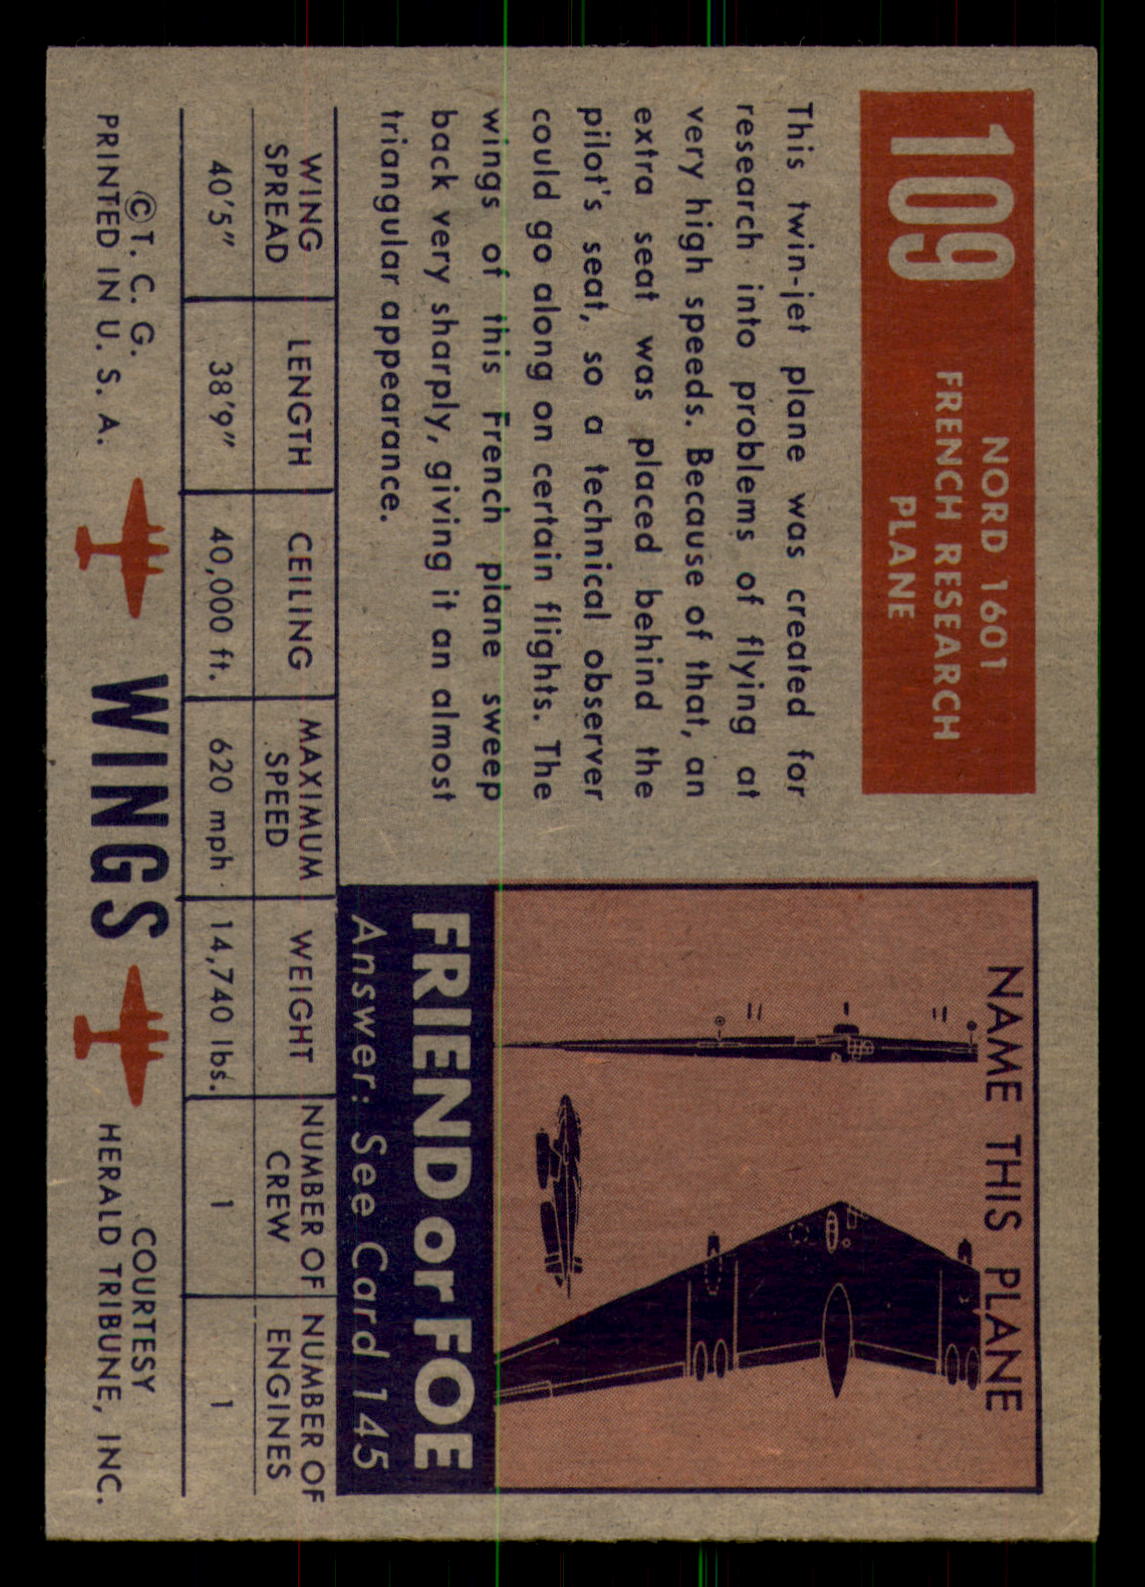 109
NORD 1601
FRENCH RESEARCH
PLANE
This twin-jet plane was created for
research into problems of flying at
very high speeds. Because of that, an
extra seat was placed behind the
pilot's seat, so a technical observer
could go along on certain flights. The
wings of this French plane sweep
back very sharply, giving it an almost
triangular appearance.
NAME THIS PLANE
FRIEND or FOE
Answer: See Card 145
WING SPREAD LENGTH CEILING MAXIMUM SPEED WEIGHT NUMBER OF CREW NUMBER OF ENGINES
40'5" 38'9" 40,000 ft. 620 mph 14,740 lbs. 1 1
©T. C. G.
PRINTED IN U. S. A.
WINGS
COURTESY
HERALD TRIBUNE, INC.